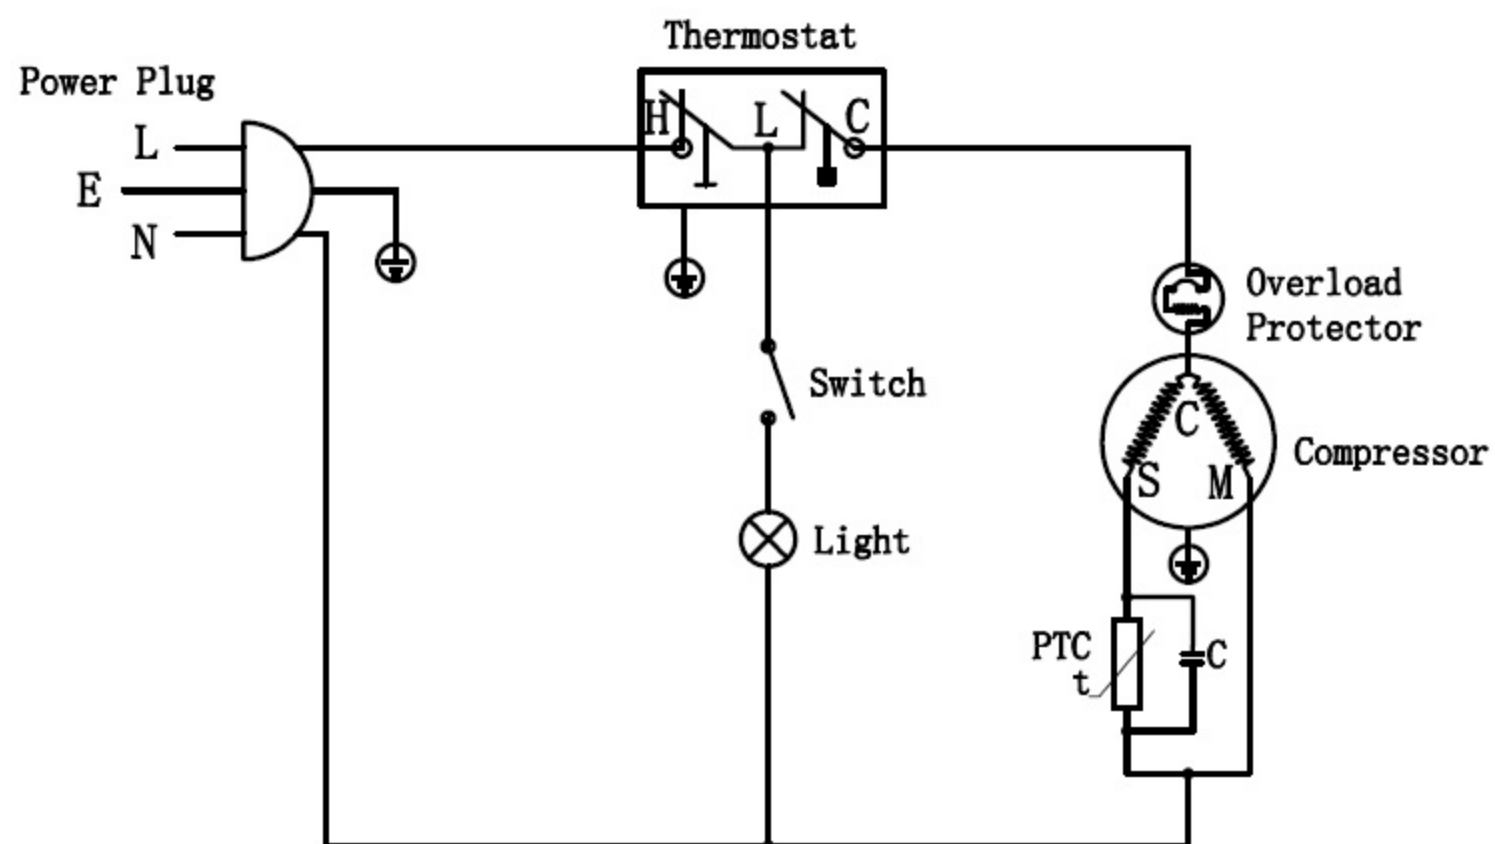 Thermostat
Power Plug
H L C
L
E
N
Overload
Protector
Switch
C
Compressor
S M
Light
PTC
t
C